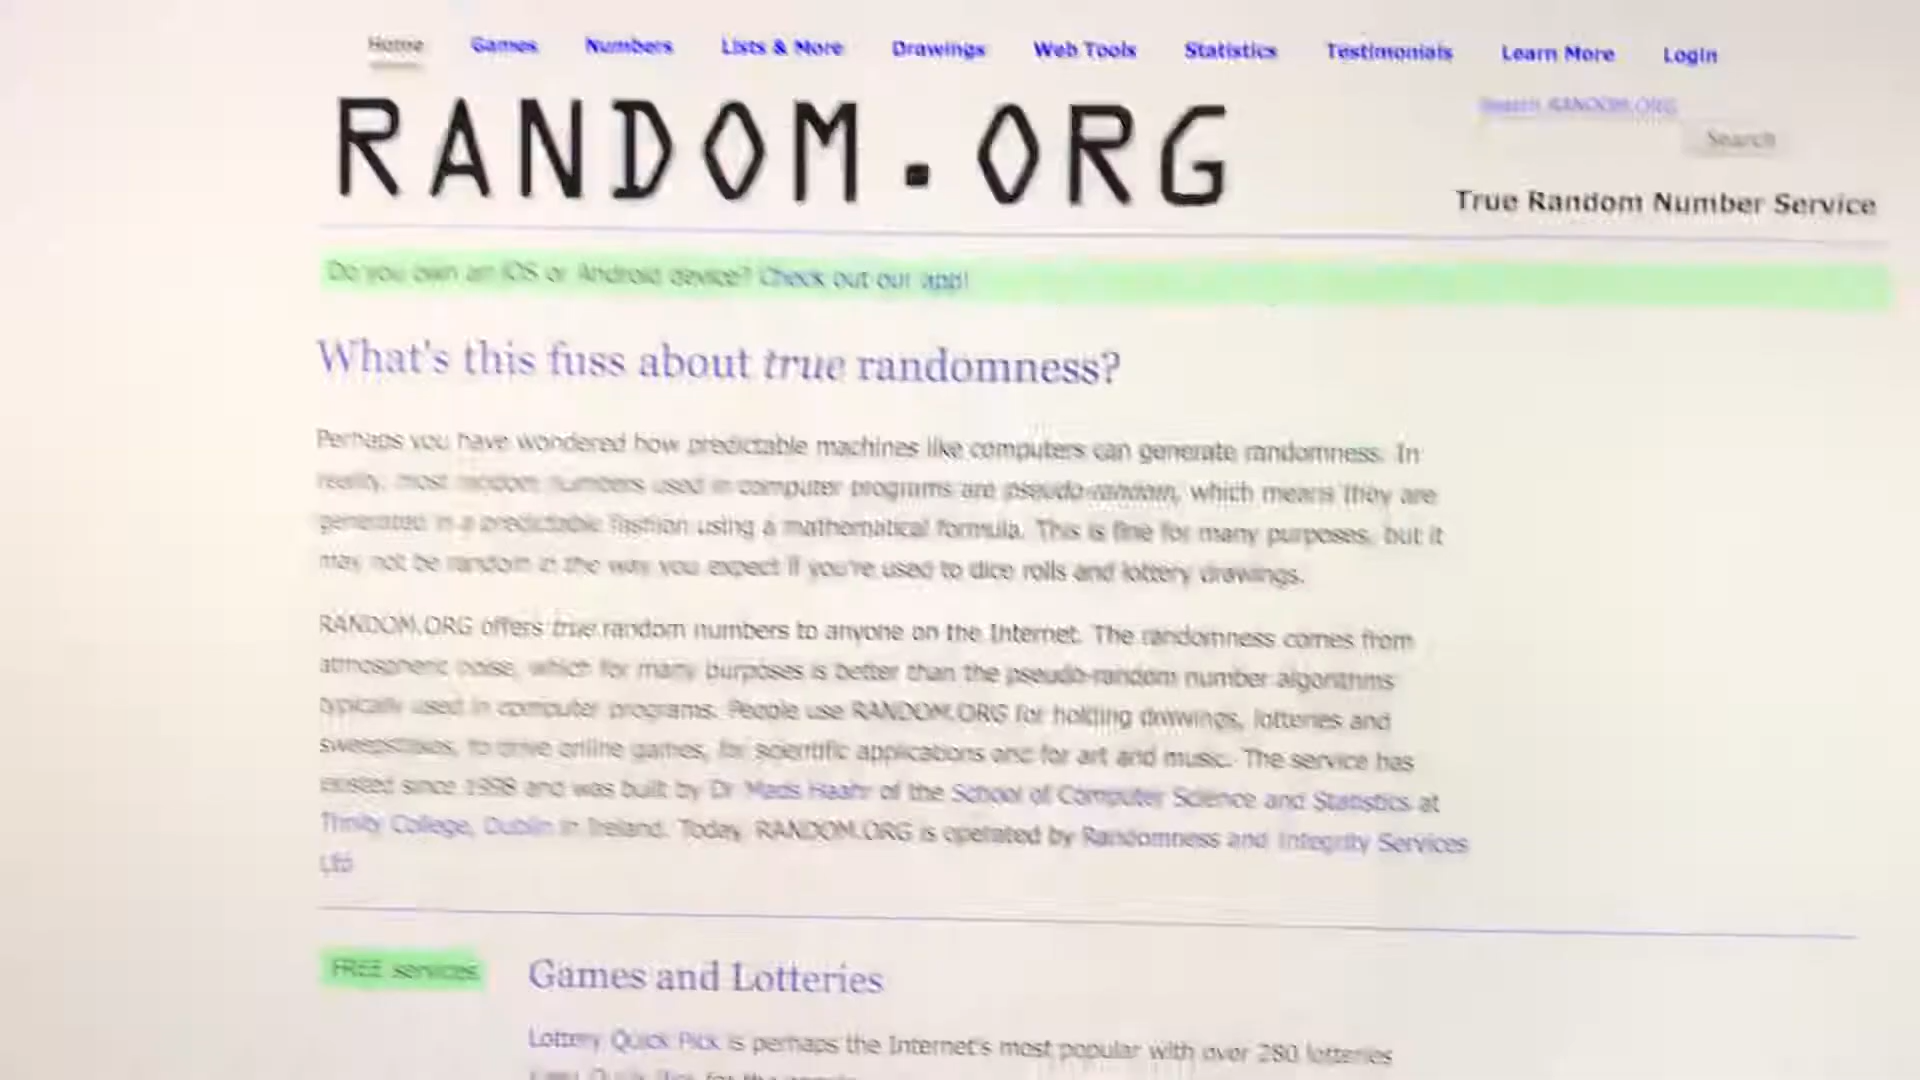 Home Games Numbers Lists & More Drawings Web Tools Statistics Testimonials Learn More Login
Search RANDOM.ORG
Search
RANDOM.ORG
True Random Number Service
Do you own an iOS or Android device? Check out our app!
What's this fuss about true randomness?
Perhaps you have wondered how predictable machines like computers can generate randomness. In
reality, most random numbers used in computer programs are pseudo-random, which means they are
generated in a predictable fashion using a mathematical formula. This is fine for many purposes, but it
may not be random in the way you expect if you're used to dice rolls and lottery drawings.
RANDOM.ORG offers true random numbers to anyone on the Internet. The randomness comes from
atmospheric noise, which for many purposes is better than the pseudo-random number algorithms
typically used in computer programs. People use RANDOM.ORG for holding drawings, lotteries and
sweepstakes, to drive online games, for scientific applications and for art and music. The service has
existed since 1998 and was built by Dr Mads Haahr of the School of Computer Science and Statistics at
Trinity College, Dublin in Ireland. Today, RANDOM.ORG is operated by Randomness and Integrity Services
Ltd
FREE services
Games and Lotteries
Lottery Quick Pick is perhaps the Internet's most popular with over 280 lotteries